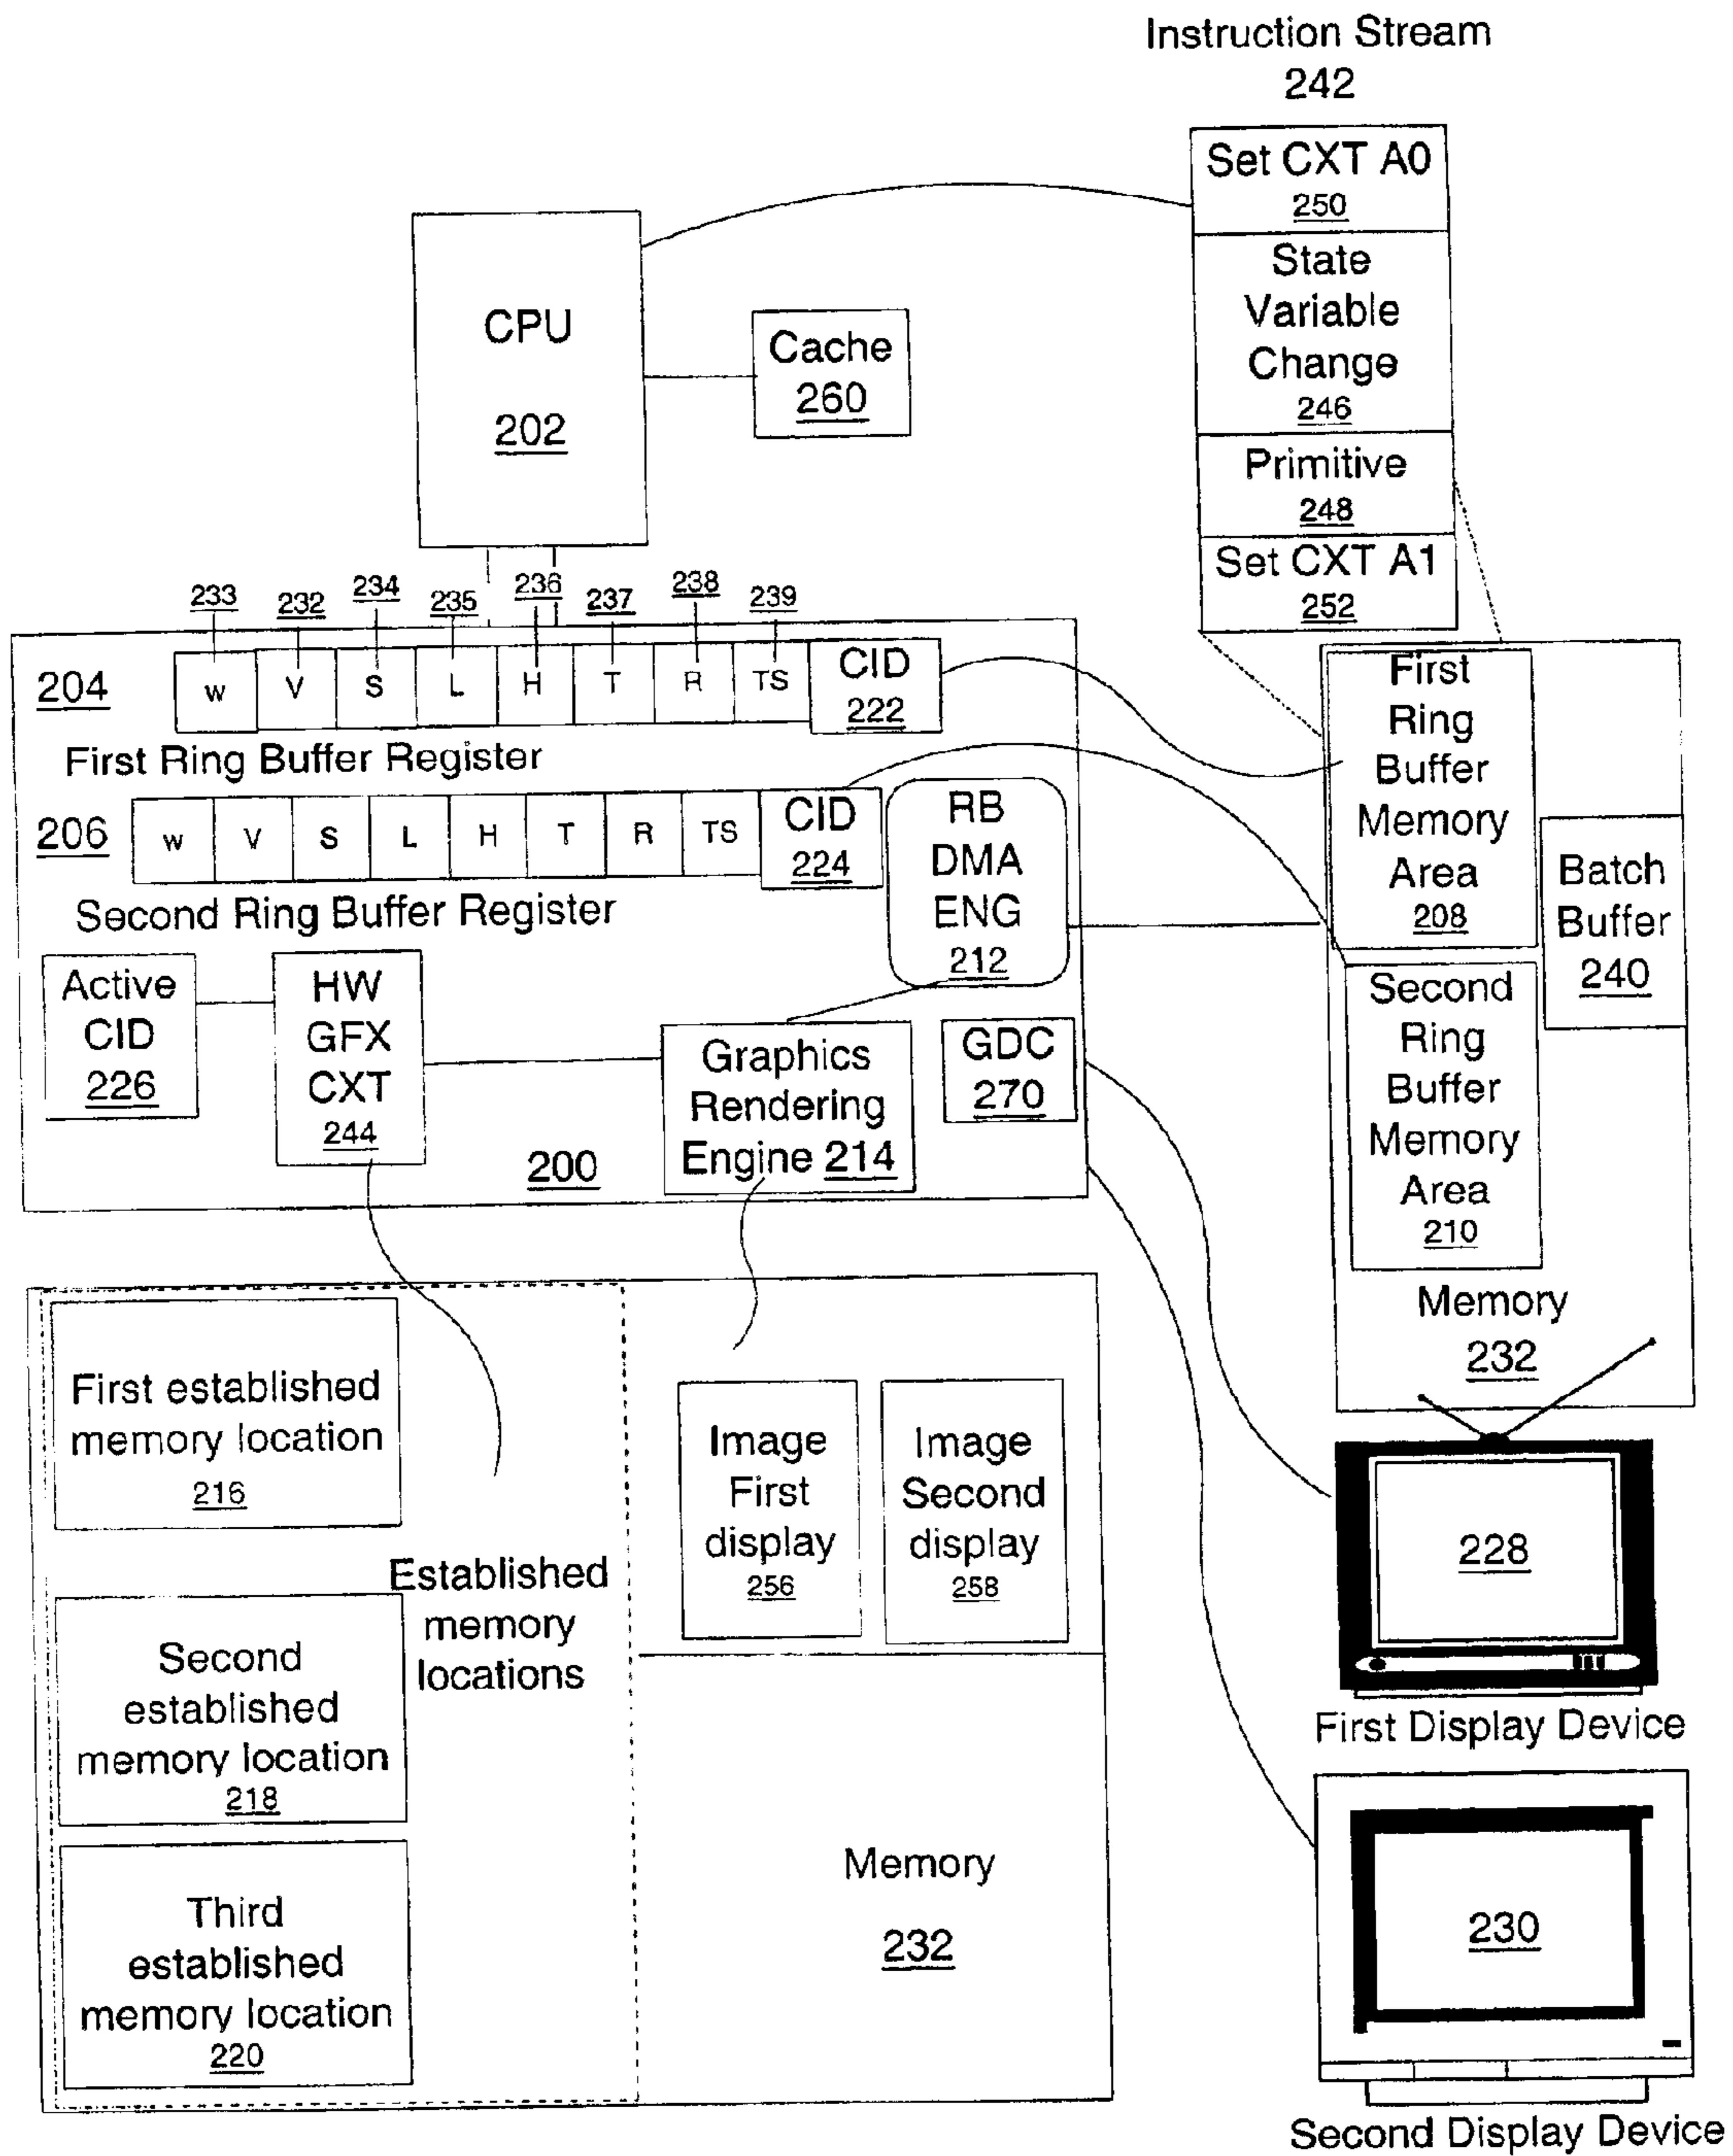 Instruction Stream
242
Set CXT A0
250
State
Variable
Change
246
Primitive
248
Set CXT A1
252
CPU
202
Cache
260
233
232
234
235
236
237
238
239
204
w
V
S
L
H
T
R
TS
CID
222
First Ring Buffer Register
206
w
V
S
L
H
T
R
TS
CID
224
Second Ring Buffer Register
RB
DMA
ENG
212
Active
CID
226
HW
GFX
CXT
244
Graphics
Rendering
Engine 214
GDC
270
200
First
Ring
Buffer
Memory
Area
208
Batch
Buffer
240
Second
Ring
Buffer
Memory
Area
210
Memory
232
First established
memory location
216
Second
established
memory location
218
Third
established
memory location
220
Established
memory
locations
Image
First
display
256
Image
Second
display
258
Memory
232
228
First Display Device
230
Second Display Device